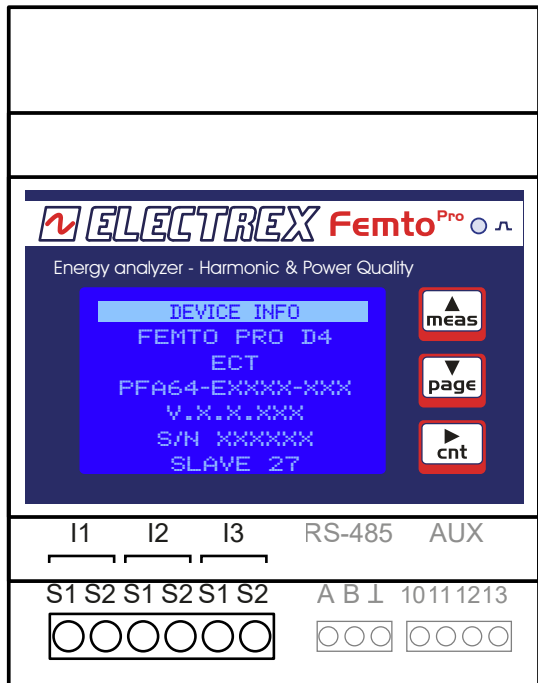 ELECTREX Femto Pro
Energy analyzer - Harmonic & Power Quality
DEVICE INFO
FEMTO PRO D4
ECT
PFA64-EXXXX-XXX
V.X.X.XXX
S/N XXXXXX
SLAVE 27
meas
page
cnt
I1 I2 I3 RS-485 AUX
S1 S2 S1 S2 S1 S2 A B ⊥ 10 11 12 13